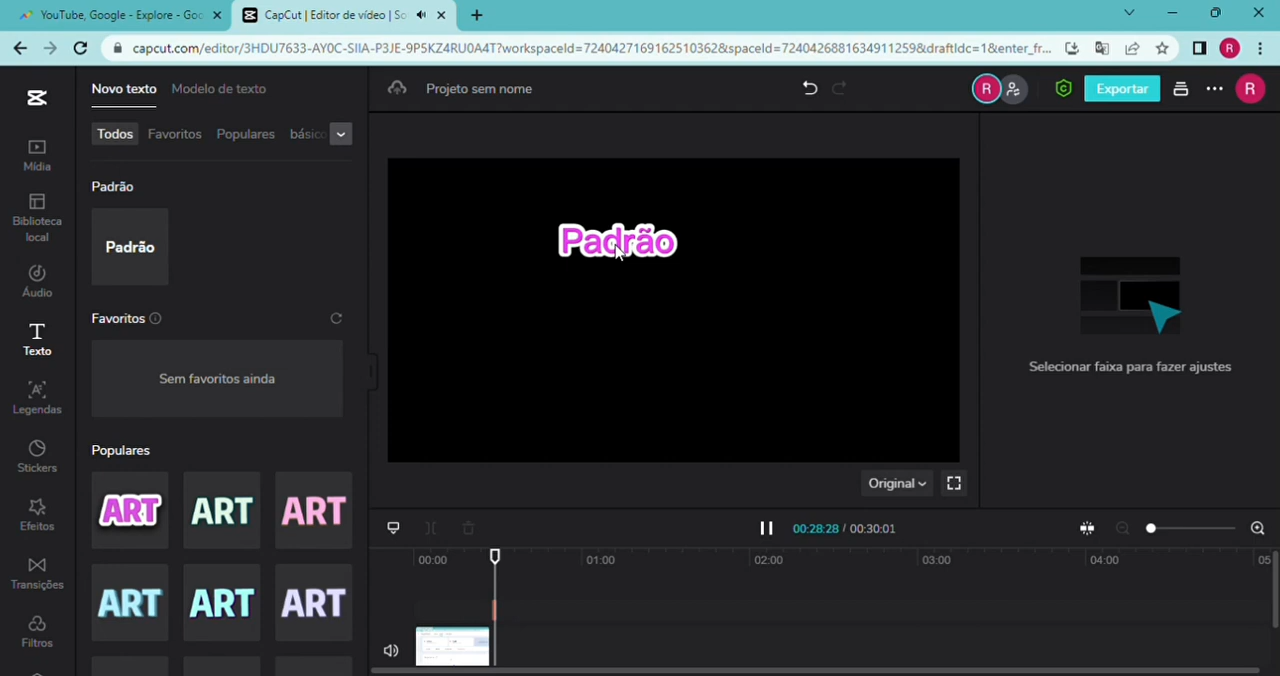 YouTube, Google - Explore - Goo
CapCut | Editor de vídeo | So
capcut.com/editor/3HDU7633-AY0C-SIIA-P3JE-9P5KZ4RU0A4T?workspaceId=7240427169162510362&spaceId=7240426881634911259&draftIdc=1&enter_fr...
R
Novo texto
Modelo de texto
Projeto sem nome
R
Exportar
R
Todos
Favoritos
Populares
básico
Mídia
Biblioteca
local
Áudio
Texto
Legendas
Stickers
Efeitos
Transições
Filtros
Padrão
Padrão
Favoritos
Sem favoritos ainda
Populares
ART
ART
ART
ART
ART
ART
Padrão
Selecionar faixa para fazer ajustes
Original
00:28:28 / 00:30:01
00:00
01:00
02:00
03:00
04:00
05